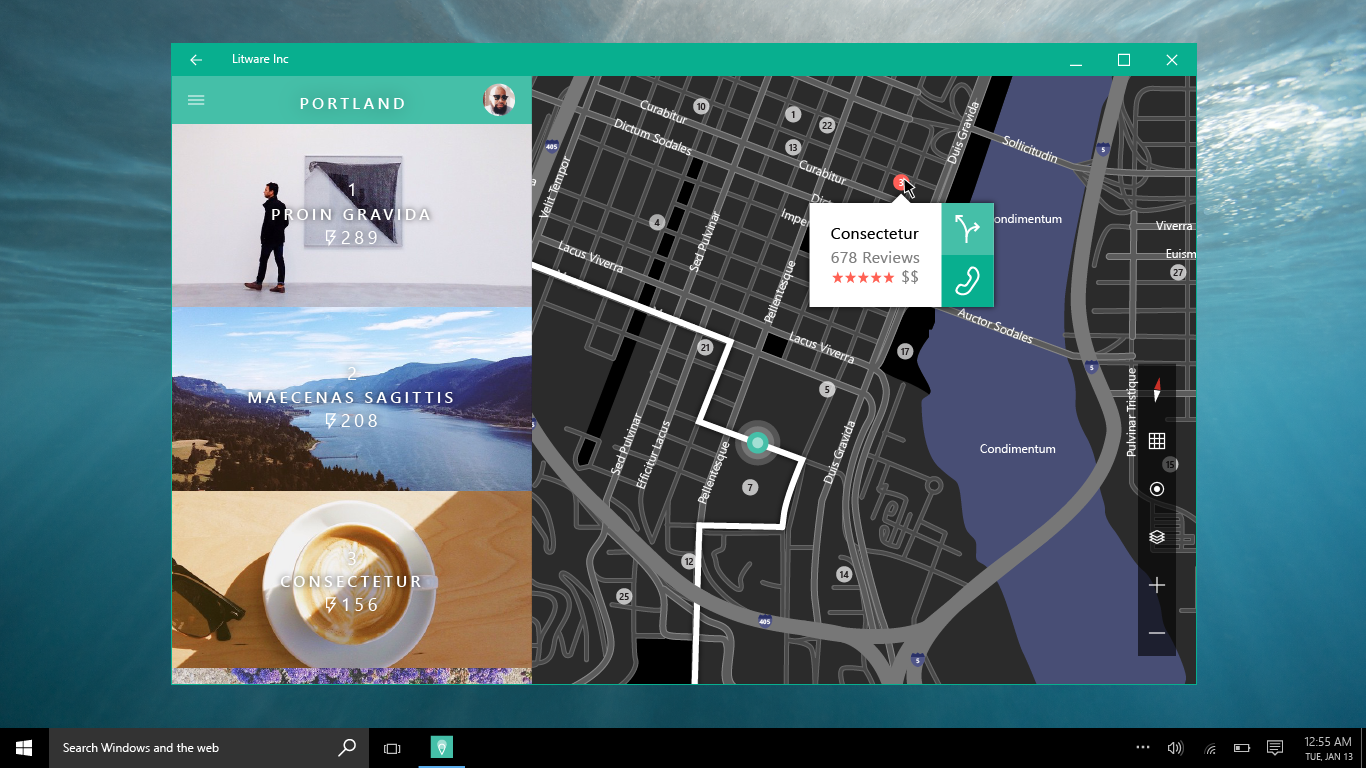 Litware Inc
PORTLAND
1
PROIN GRAVIDA
289
2
MAECENAS SAGITTIS
208
3
CONSECTETUR
156
Curabitur
10
1
22
13
Dictum Sodales
Curabitur
Duis Gravida
Sollicitudin
405
5
3
Velit Tempor
4
Sed Pulvinar
Consectetur
678 Reviews
★★★★★ $$
ondimentum
Viverra
Euism
27
Lacus Viverra
Pellentesque
Auctor Sodales
Lacus Viverra
21
17
5
5
Pulvinar Tristique
Sed Pulvinar
Efficitur Lacus
Pellentesque
Duis Gravida
Condimentum
15
7
12
14
25
405
5
Search Windows and the web
12:55 AM
TUE, JAN 13